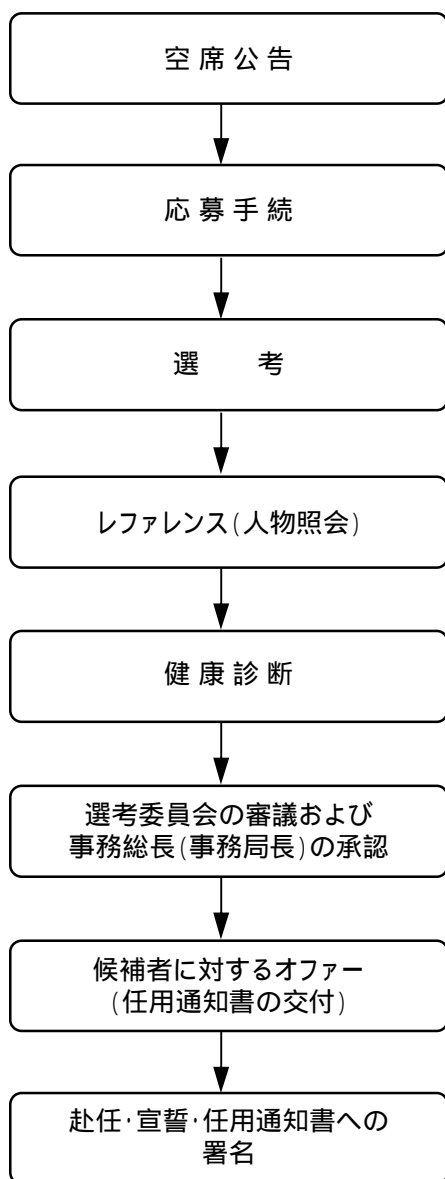 空席公告
応募手続
選　考
レファレンス(人物照会)
健康診断
選考委員会の審議および
事務総長(事務局長)の承認
候補者に対するオファー
(任用通知書の交付)
赴任・宣誓・任用通知書への
署名